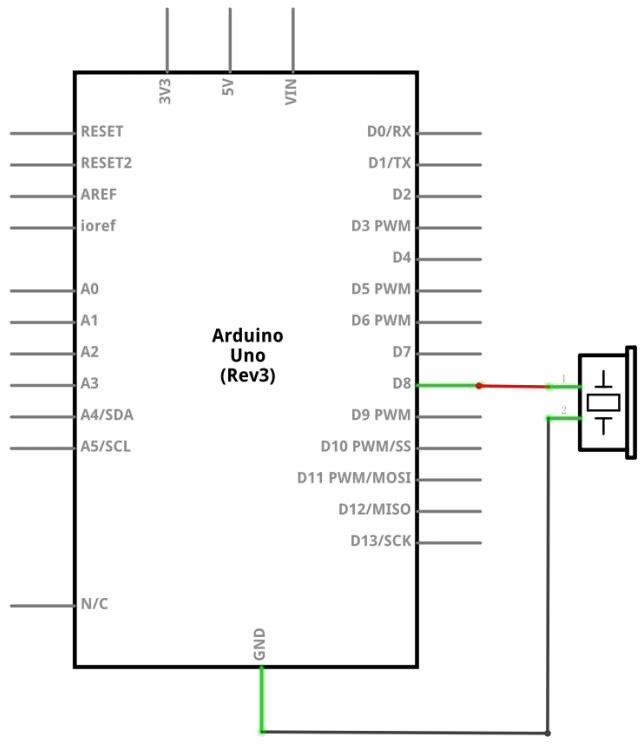 3V3 5V VIN
RESET D0/RX
RESET2 D1/TX
AREF D2
ioref D3 PWM
D4
A0 D5 PWM
A1 D6 PWM
Arduino
Uno
(Rev3)
A2 D7
A3 D8
1
A4/SDA D9 PWM
2
A5/SCL D10 PWM/SS
D11 PWM/MOSI
D12/MISO
D13/SCK
N/C
GND